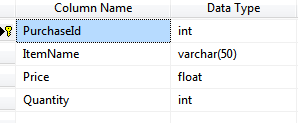 Column Name Data Type
PurchaseId int
ItemName varchar(50)
Price float
Quantity int